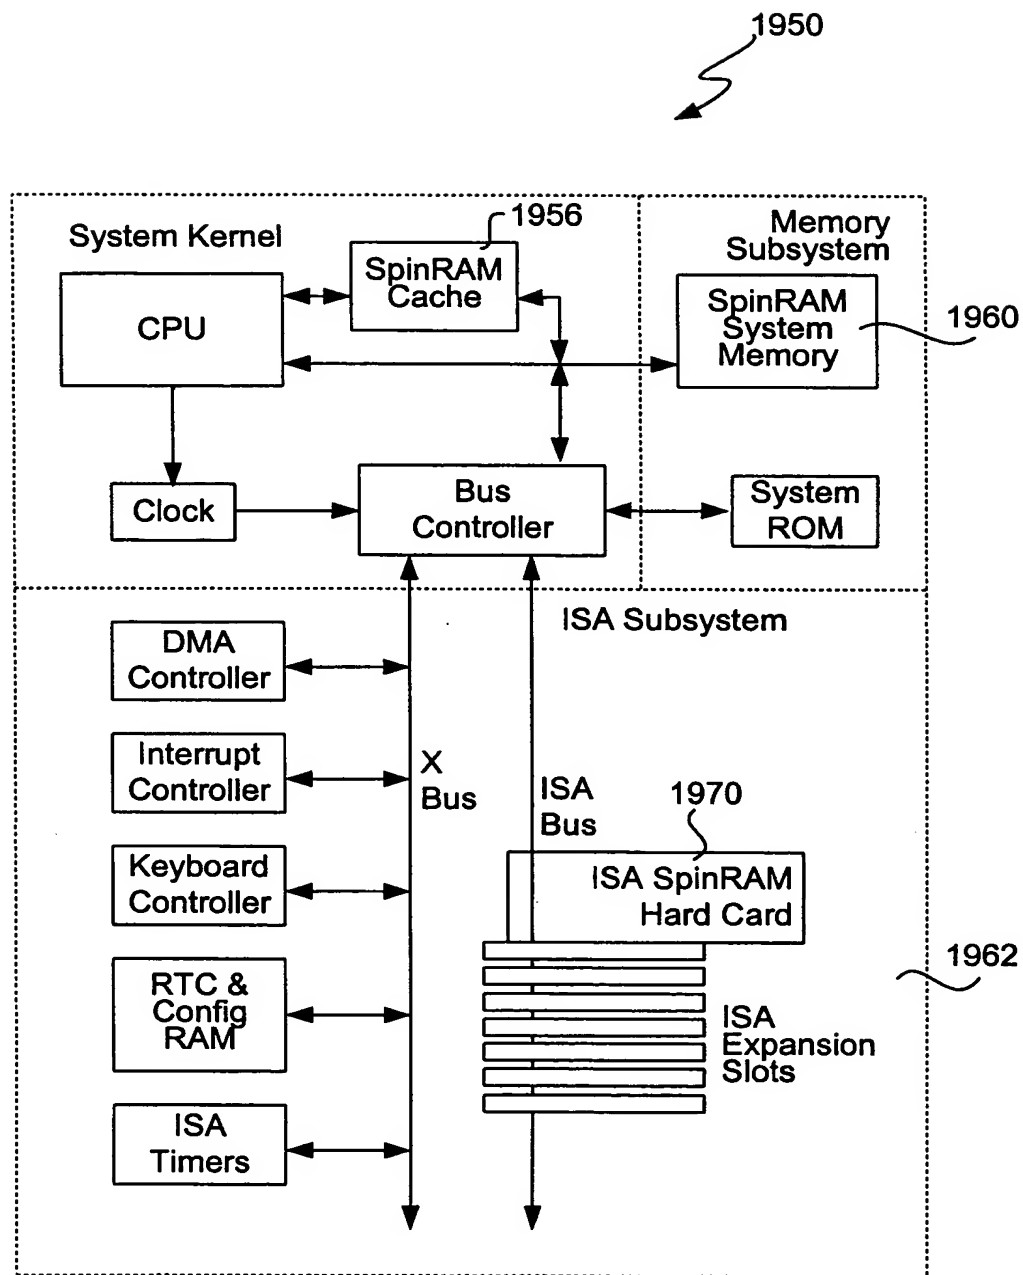 1950
System Kernel
1956
SpinRAM
Cache
Memory
Subsystem
CPU
SpinRAM
System
Memory
1960
Clock
Bus
Controller
System
ROM
ISA Subsystem
DMA
Controller
Interrupt
Controller
X
Bus
ISA
Bus
1970
Keyboard
Controller
ISA SpinRAM
Hard Card
1962
RTC &
Config
RAM
ISA
Expansion
Slots
ISA
Timers